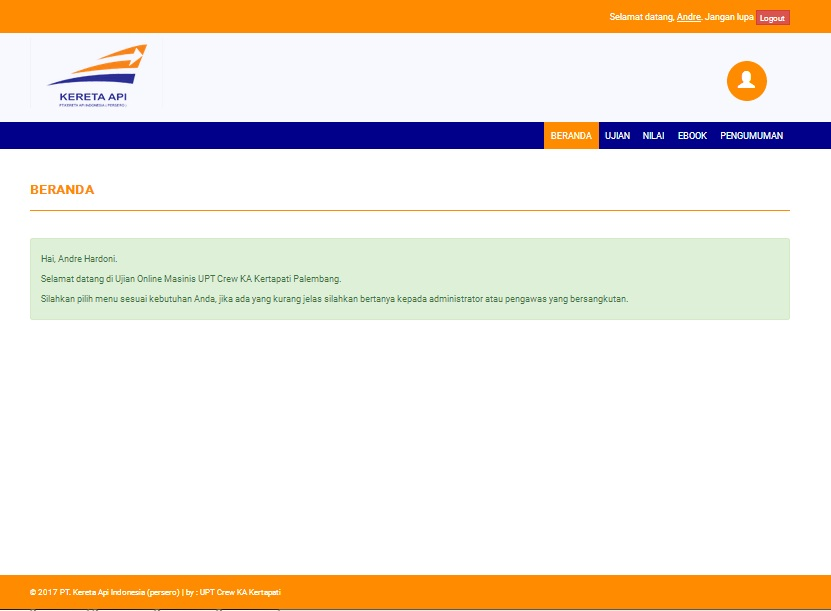 Selamat datang, Andre. Jangan lupa Logout
KERETA API
PT KERETA API INDONESIA ( PERSERO )
BERANDA UJIAN NILAI EBOOK PENGUMUMAN
BERANDA
Hai, Andre Hardoni.
Selamat datang di Ujian Online Masinis UPT Crew KA Kertapati Palembang.
Silahkan pilih menu sesuai kebutuhan Anda, jika ada yang kurang jelas silahkan bertanya kepada administrator atau pengawas yang bersangkutan.
© 2017 PT. Kereta Api Indonesia (persero) | by : UPT Crew KA Kertapati